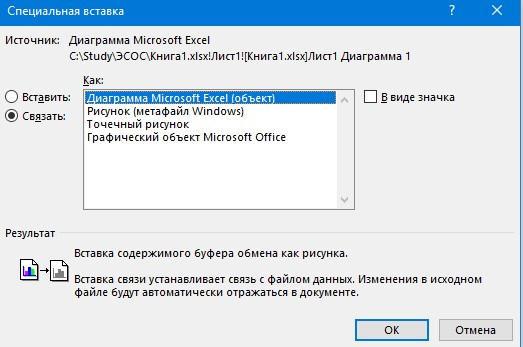 Специальная вставка
? ×
Источник: Диаграмма Microsoft Excel
C:\Study\ЭСОС\Книга1.xlsx!Лист1![Книга1.xlsx]Лист1 Диаграмма 1
Как:
Вставить:
Связать:
Диаграмма Microsoft Excel (объект)
Рисунок (метафайл Windows)
Точечный рисунок
Графический объект Microsoft Office
В виде значка
Результат
Вставка содержимого буфера обмена как рисунка.
Вставка связи устанавливает связь с файлом данных. Изменения в исходном
файле будут автоматически отражаться в документе.
ОК
Отмена